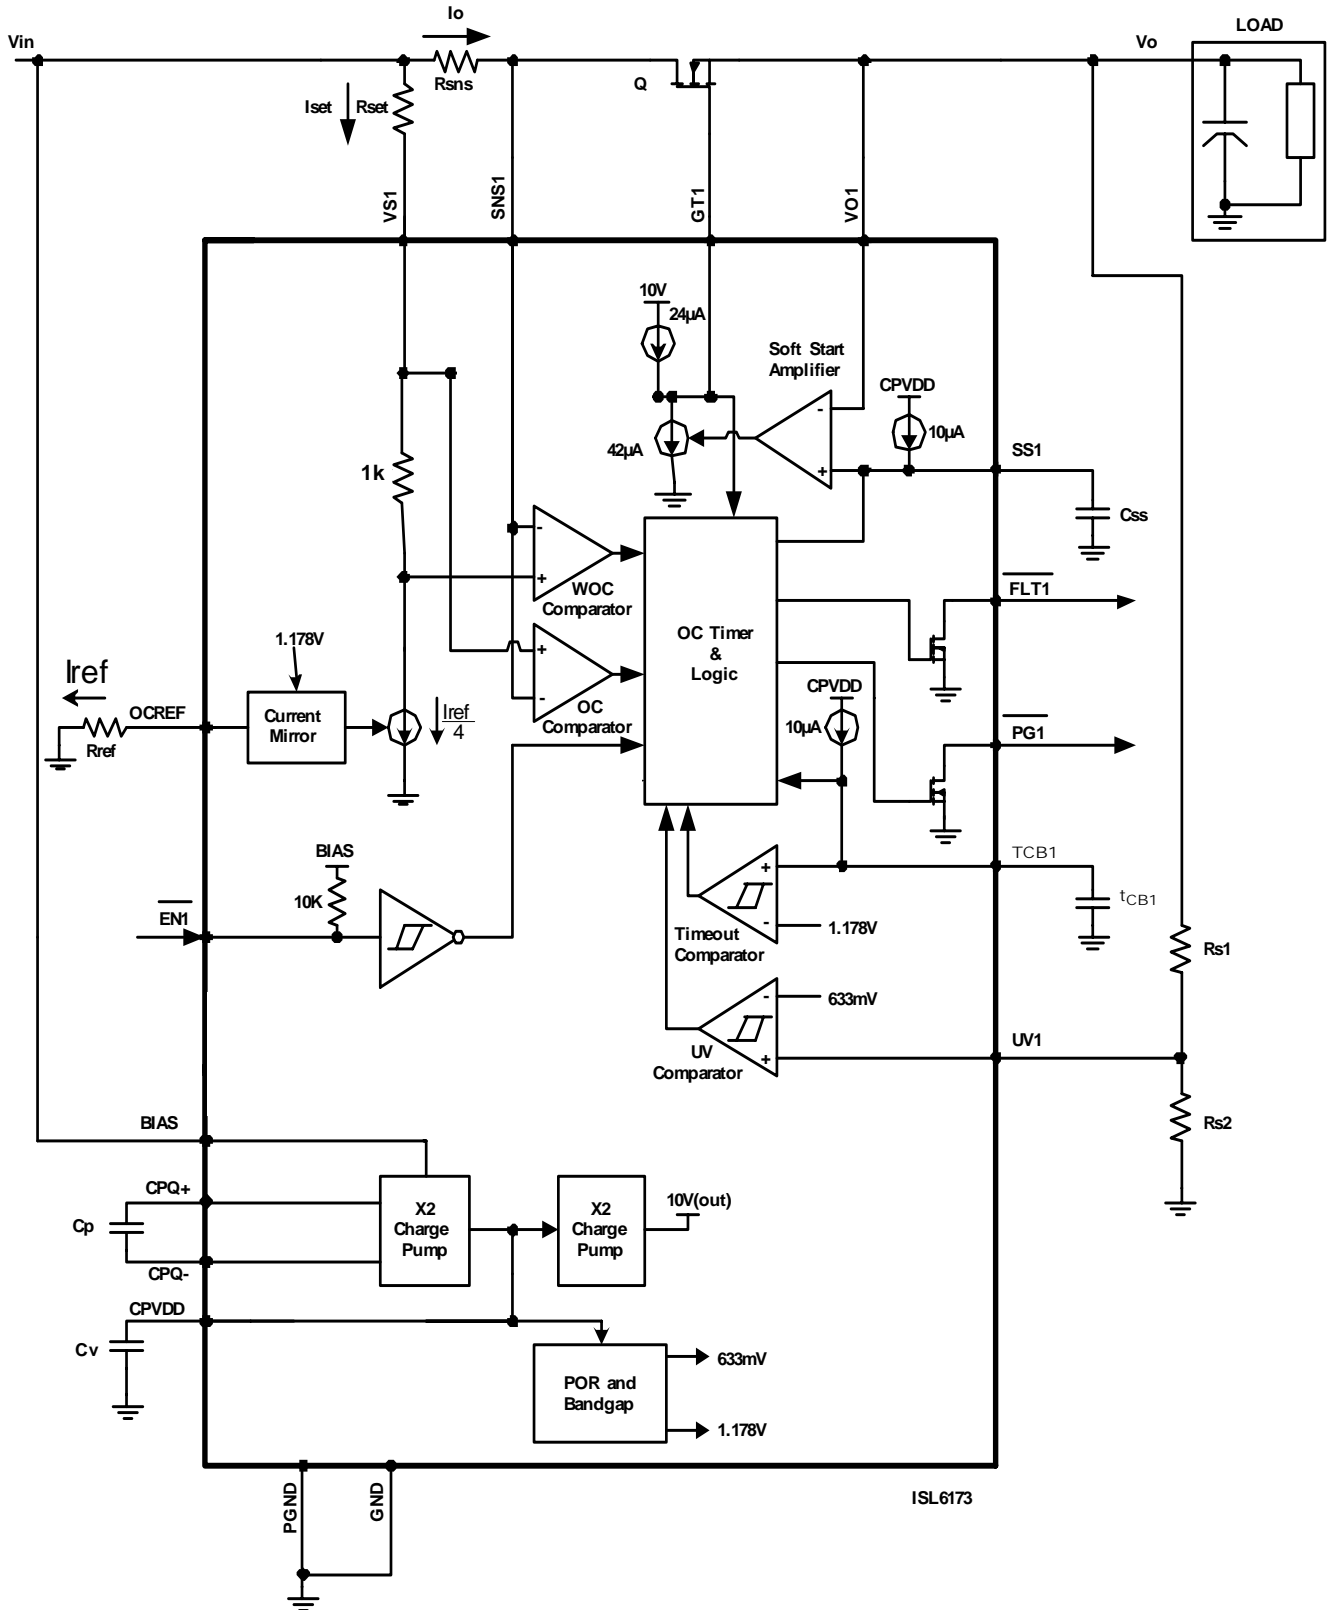 Io
Vin
Vo
LOAD
Rsns
Q
Iset
Rset
VS1
SNS1
GT1
VO1
10V
24µA
Soft Start
Amplifier
CPVDD
10µA
42µA
SS1
1k
Css
WOC
Comparator
FLT1
OC Timer
&
Logic
1.178V
Iref
OCREF
Rref
Current
Mirror
Iref
4
OC
Comparator
CPVDD
10µA
PG1
BIAS
10K
EN1
TCB1
tCB1
Timeout
Comparator
1.178V
Rs1
633mV
UV
Comparator
UV1
Rs2
BIAS
CPQ+
Cp
CPQ-
X2
Charge
Pump
X2
Charge
Pump
10V(out)
CPVDD
Cv
POR and
Bandgap
633mV
1.178V
PGND
GND
ISL6173